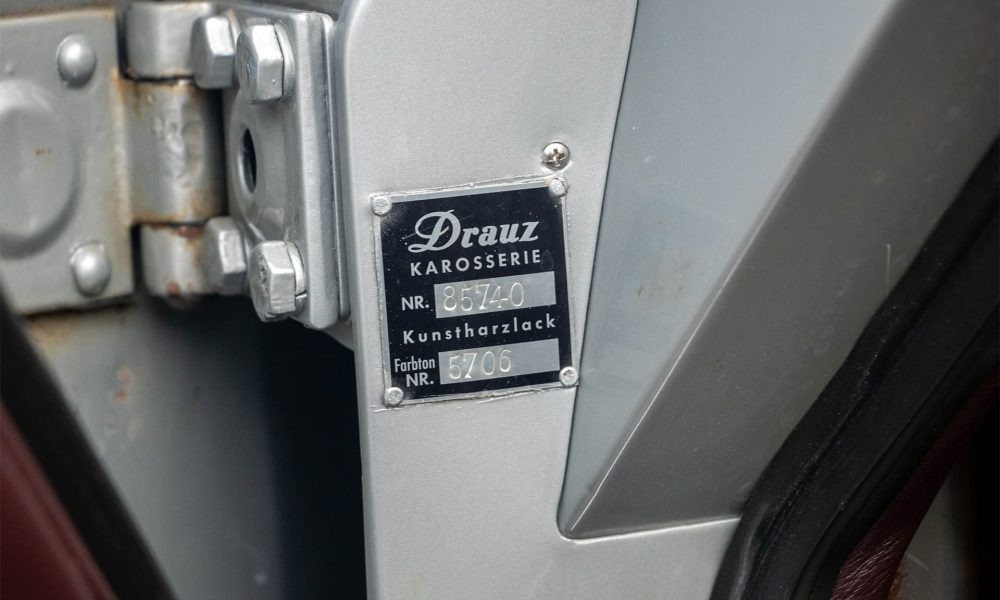 Drauz
KAROSSERIE
NR. 85740
Kunstharzlack
Farbton
NR. 5706